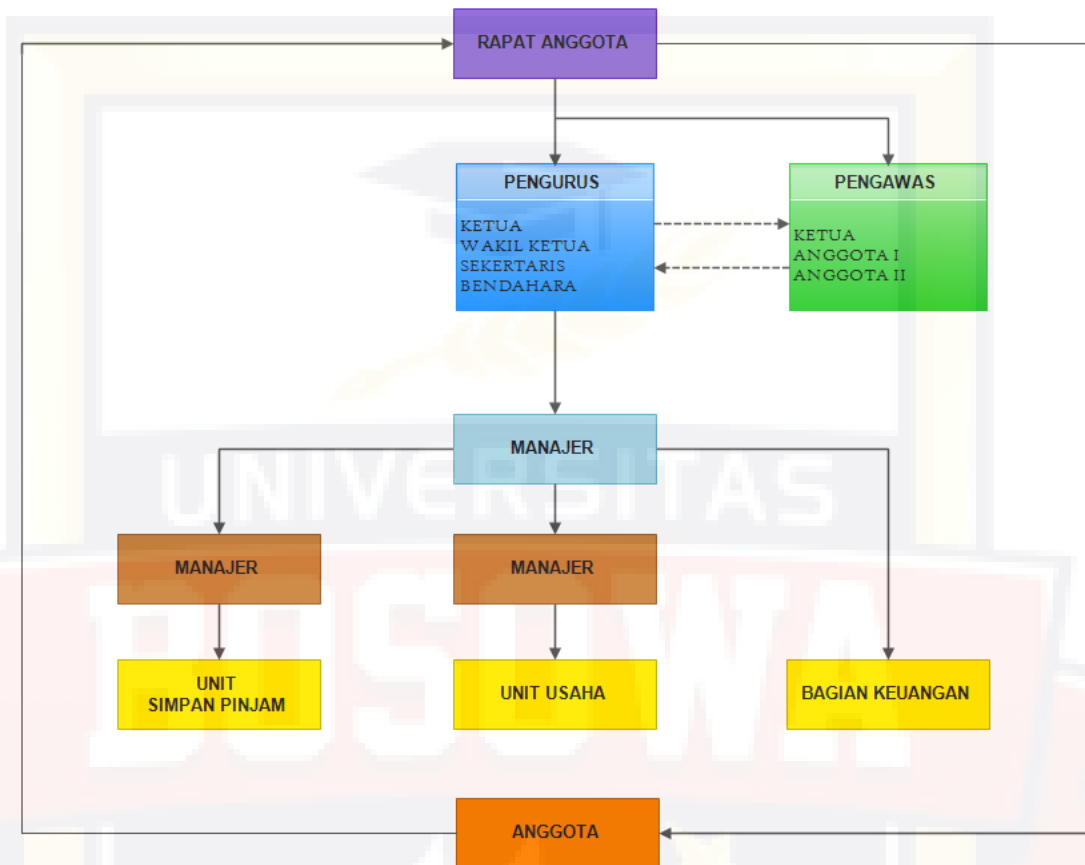 RAPAT ANGGOTA
PENGURUS
KETUA
WAKIL KETUA
SEKERTARIS
BENDAHARA
PENGAWAS
KETUA
ANGGOTA I
ANGGOTA II
MANAJER
UNIVERSITAS
MANAJER
MANAJER
BOSOWA
UNIT
SIMPAN PINJAM
UNIT USAHA
BAGIAN KEUANGAN
ANGGOTA